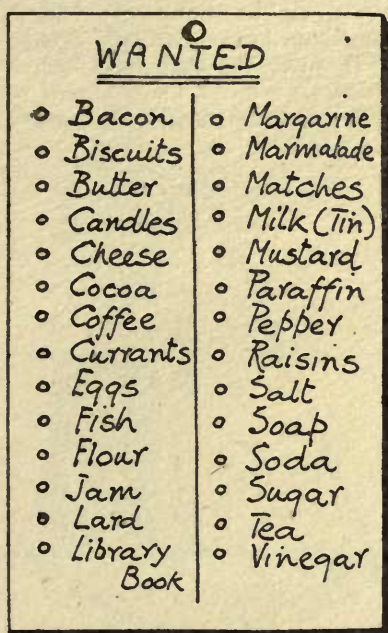 WANTED
Bacon
Biscuits
Butter
Candles
Cheese
Cocoa
Coffee
Currants
Eggs
Fish
Flour
Jam
Lard
Library
Book
Margarine
Marmalade
Matches
Milk (Tin)
Mustard
Paraffin
Pepper
Raisins
Salt
Soap
Soda
Sugar
Tea
Vinegar